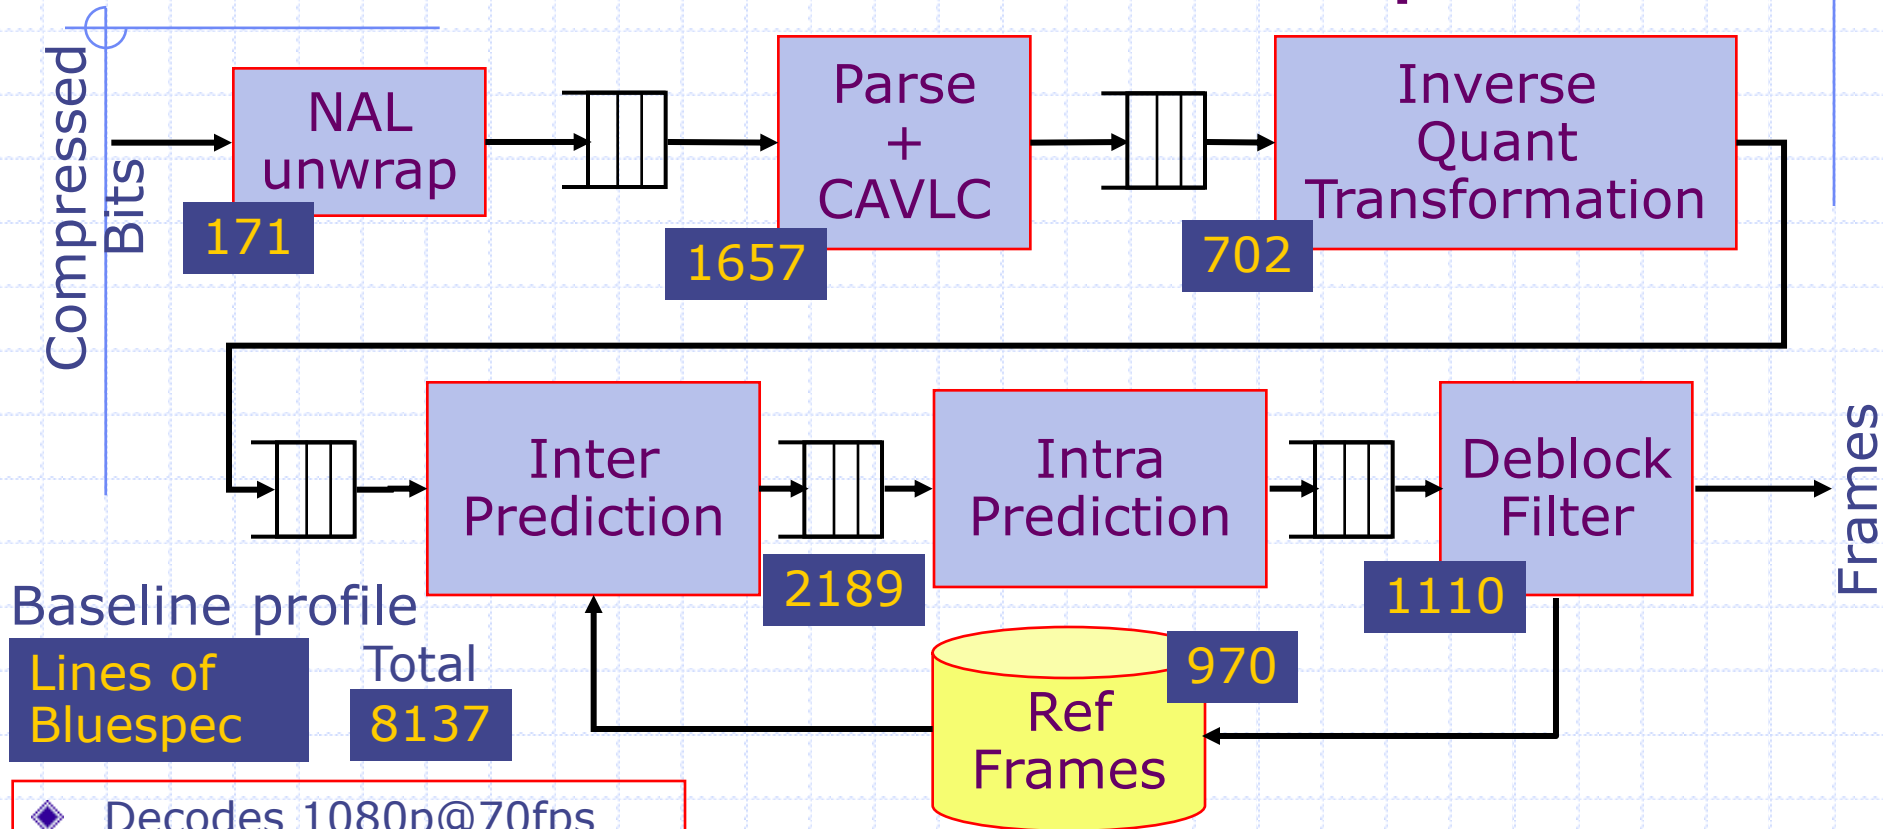 Compressed
Bits
NAL
unwrap
171
Parse
+
CAVLC
1657
Inverse
Quant
Transformation
702
Inter
Prediction
2189
Intra
Prediction
Deblock
Filter
1110
Frames
Baseline profile
Lines of
Bluespec
Total
8137
970
Ref
Frames
Decodes 1080p@70fps